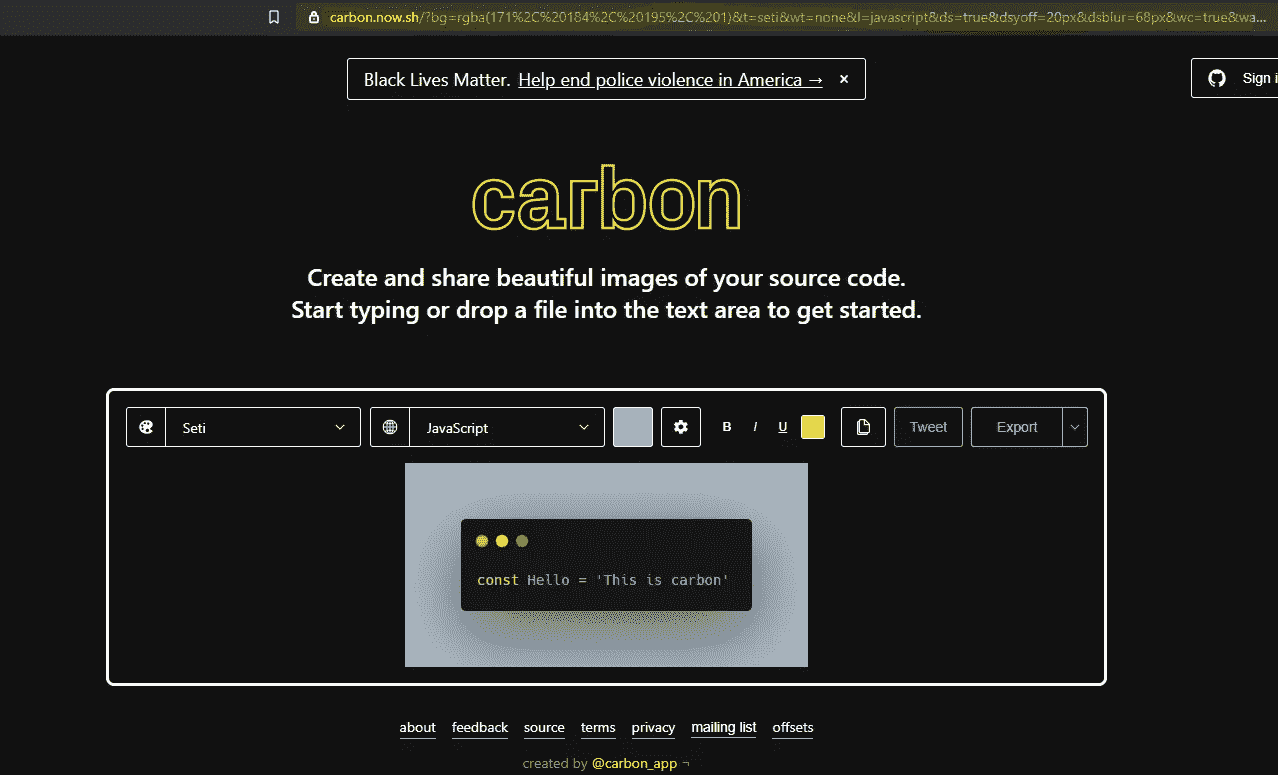 carbon.now.sh/?bg=rgba(171%2C%20184%2C%20195%2C%201)&t=seti&wt=none&l=javascript&ds=true&dsyoff=20px&dsblur=68px&wc=true&wa...
Black Lives Matter. Help end police violence in America → ×
Sign i
carbon
Create and share beautiful images of your source code.
Start typing or drop a file into the text area to get started.
Seti JavaScript B I U Tweet Export
const Hello = 'This is carbon'
about feedback source terms privacy mailing list offsets
created by @carbon_app ¬